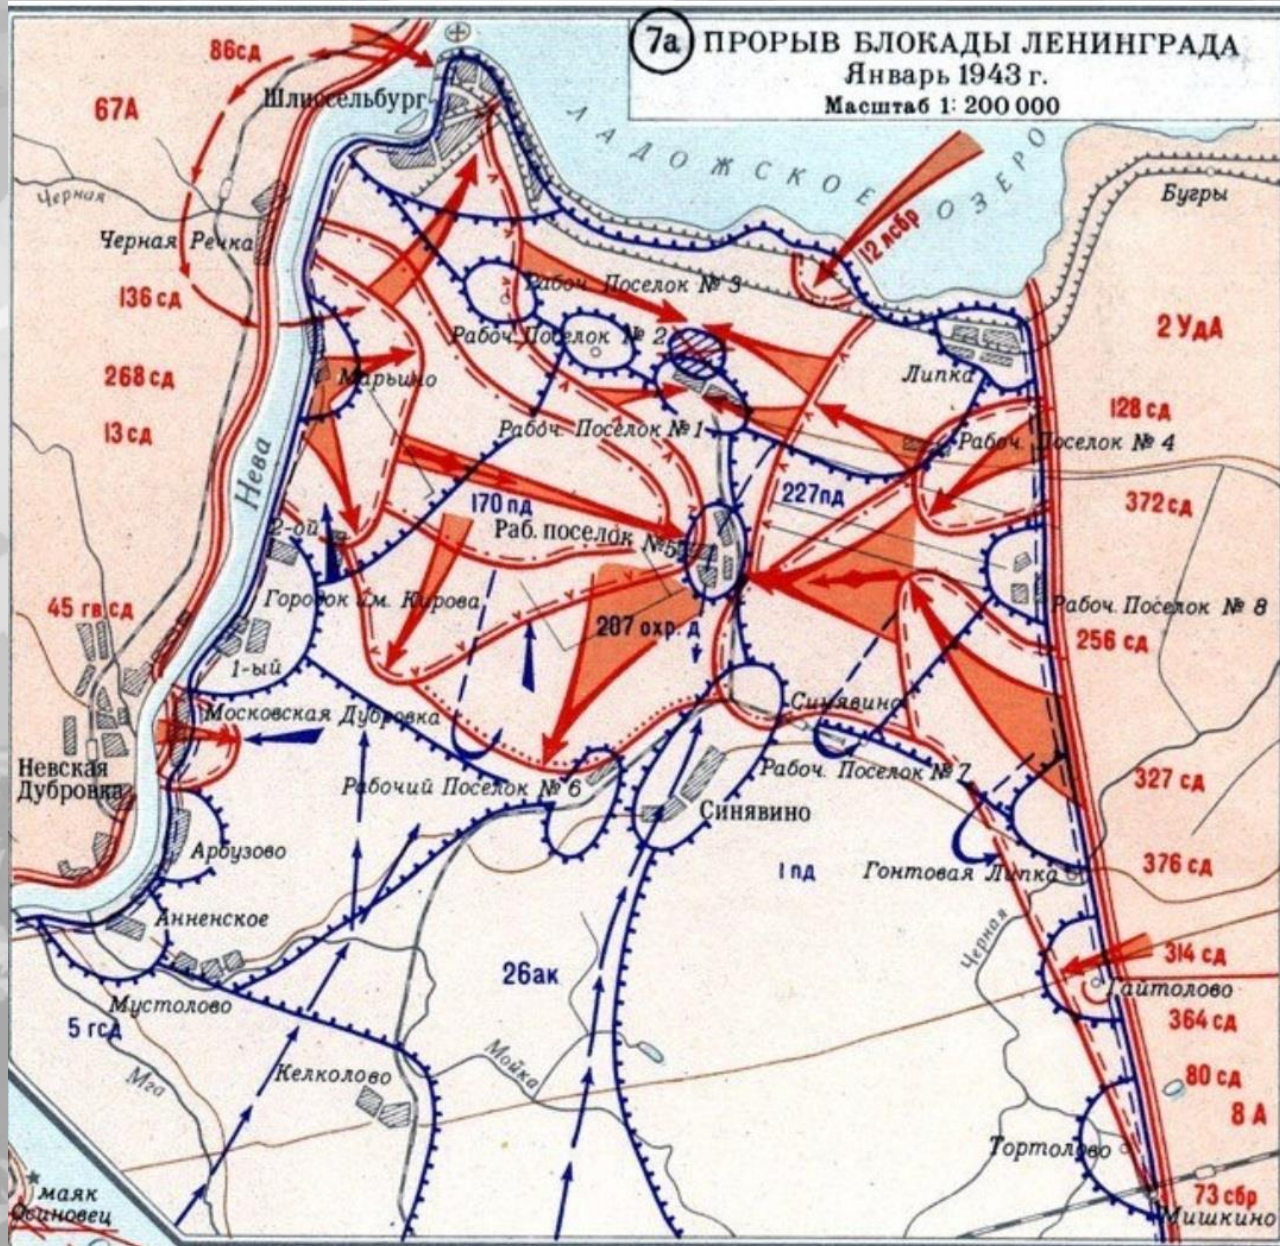 7а ПРОРЫВ БЛОКАДЫ ЛЕНИНГРАДА
Январь 1943 г.
Масштаб 1: 200 000
86сд
67А
Шлиссельбург
ЛАДОЖСКОЕ ОЗЕРО
12 лсбр
Бугры
Черная
Черная Речка
136 сд
Рабоч. Поселок № 3
Рабоч. Поселок № 2
2 УдА
268 сд
Марьино
Липка
128 сд
13 сд
Рабоч. Поселок №1
Рабоч. Поселок № 4
Нева
170 пд
227пд
372 сд
2-ой
Раб. поселок №5
45 гв сд
Городок им. Кирова
Рабоч. Поселок № 8
207 охр. д
256 сд
1-ый
Московская Дубровка
Синявино
Невская
Дубровка
Рабочий Поселок № 6
Рабоч. Поселок № 7
327 сд
Синявино
Арбузово
1 пд
Гонтовая Липка
376 сд
Анненское
Черная
314 сд
26ак
Гайтолово
Мустолово
5 гсд
364 сд
Мойка
Мга
Келколово
80 сд
8 А
Тортолово
маяк
Осиновец
73 сбр
Мишкино